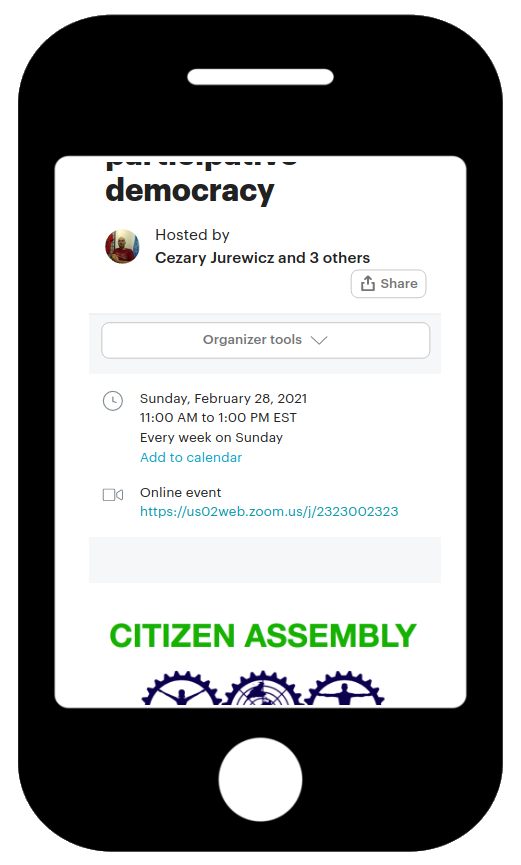 participative
democracy
Hosted by
Cezary Jurewicz and 3 others
Share
Organizer tools
Sunday, February 28, 2021
11:00 AM to 1:00 PM EST
Every week on Sunday
Add to calendar
Online event
https://us02web.zoom.us/j/2323002323
CITIZEN ASSEMBLY